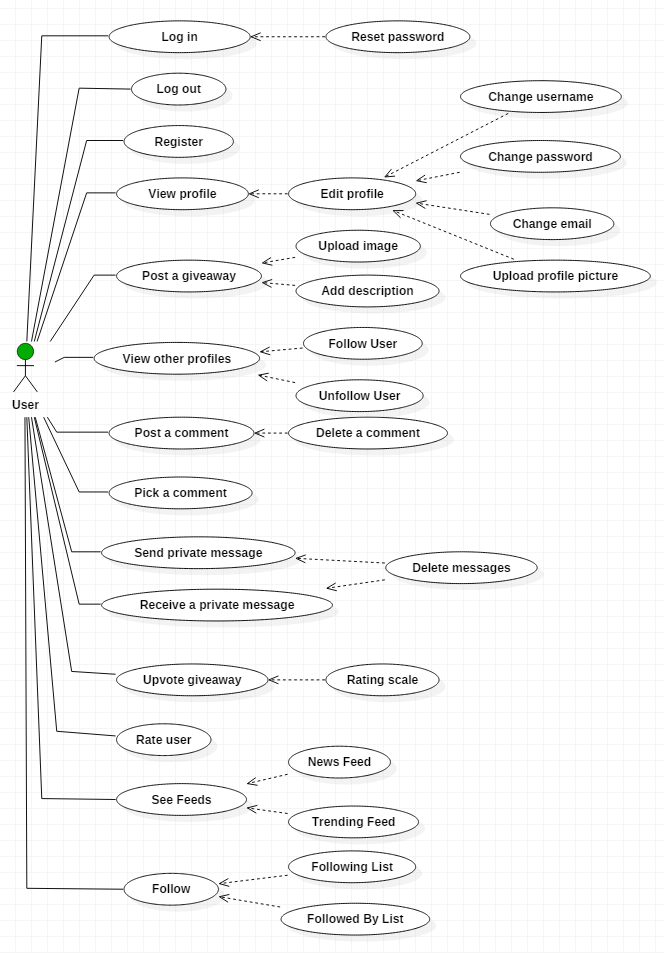 Log in
Reset password
Log out
Change username
Register
Change password
View profile
Edit profile
Change email
Upload image
Post a giveaway
Upload profile picture
Add description
Follow User
View other profiles
Unfollow User
User
Post a comment
Delete a comment
Pick a comment
Send private message
Delete messages
Receive a private message
Upvote giveaway
Rating scale
Rate user
News Feed
See Feeds
Trending Feed
Following List
Follow
Followed By List